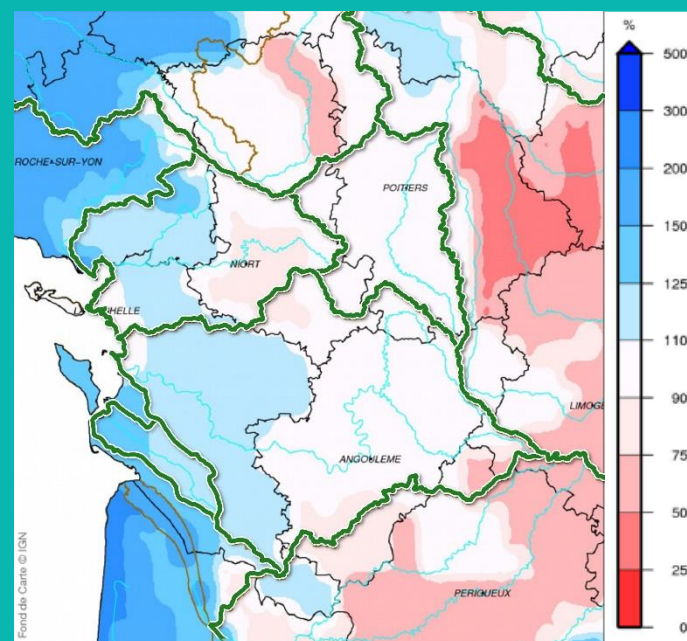 %
500
300
200
150
125
110
90
75
50
25
0
ROCHE-SUR-YON
POITIERS
NIORT
LIMOGE
ANGOULEME
PERIGUEUX
Fond de Carte © IGN